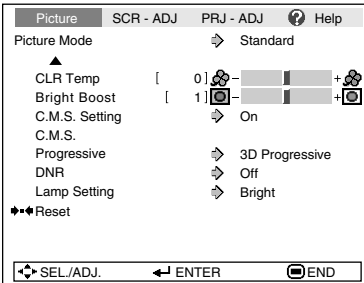 Picture SCR - ADJ PRJ - ADJ ? Help
Picture Mode Standard
CLR Temp [ 0 ] - +
Bright Boost [ 1 ] - +
C.M.S. Setting On
C.M.S.
Progressive 3D Progressive
DNR Off
Lamp Setting Bright
Reset
SEL./ADJ. ENTER END